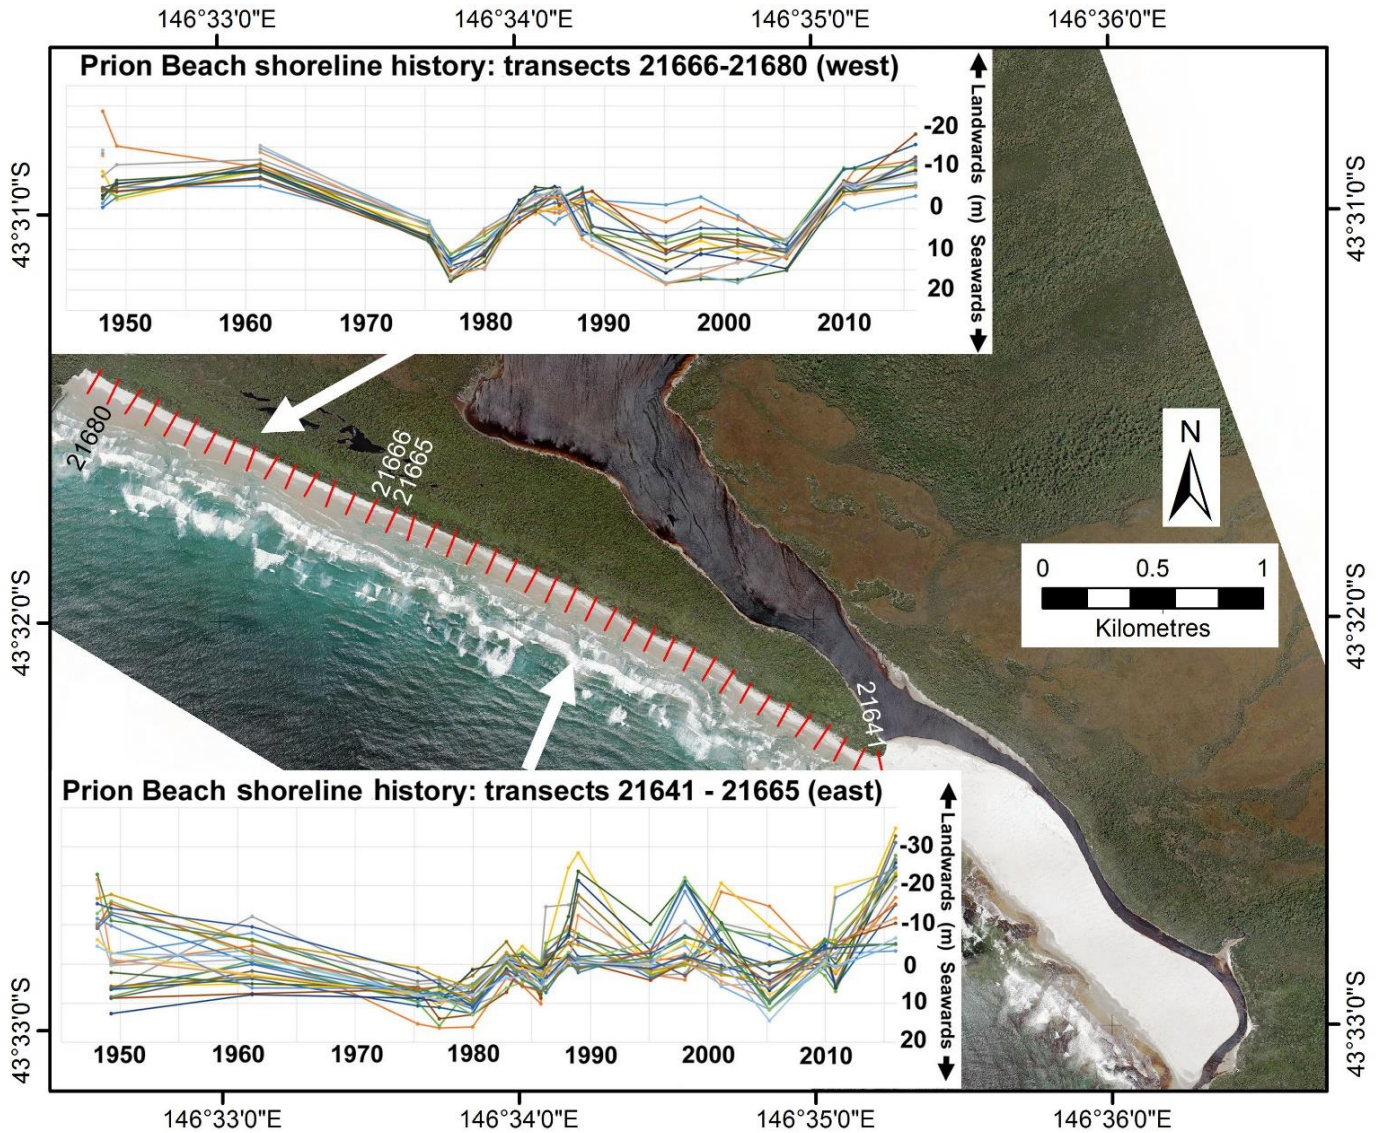 146°33'0"E 146°34'0"E 146°35'0"E 146°36'0"E
Prion Beach shoreline history: transects 21666-21680 (west)
-20
-10
0
10
20
Landwards (m) Seawards
1950 1960 1970 1980 1990 2000 2010
43°31'0"S 43°31'0"S
21680
21666
21665
N
0 0.5 1
Kilometres
43°32'0"S 43°32'0"S
21641
Prion Beach shoreline history: transects 21641 - 21665 (east)
-30
-20
-10
0
10
20
Landwards (m) Seawards
1950 1960 1970 1980 1990 2000 2010
43°33'0"S 43°33'0"S
146°33'0"E 146°34'0"E 146°35'0"E 146°36'0"E